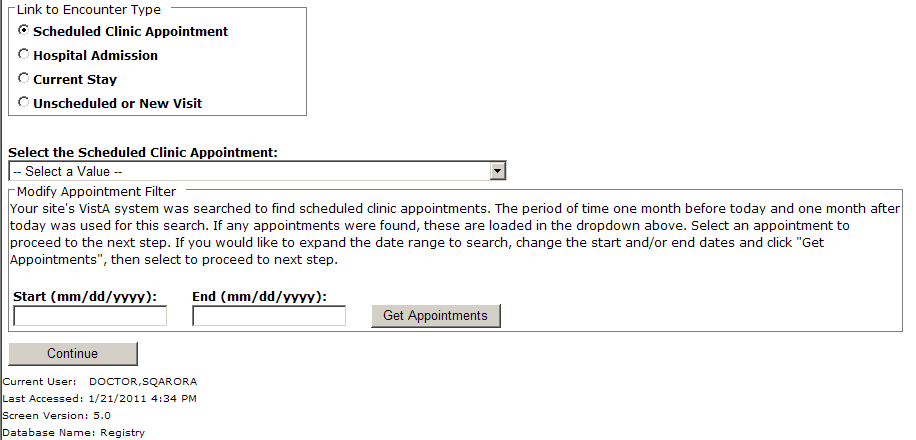 Link to Encounter Type
Scheduled Clinic Appointment
Hospital Admission
Current Stay
Unscheduled or New Visit
Select the Scheduled Clinic Appointment:
-- Select a Value --
Modify Appointment Filter
Your site's VistA system was searched to find scheduled clinic appointments. The period of time one month before today and one month after
today was used for this search. If any appointments were found, these are loaded in the dropdown above. Select an appointment to
proceed to the next step. If you would like to expand the date range to search, change the start and/or end dates and click "Get
Appointments", then select to proceed to next step.
Start (mm/dd/yyyy): End (mm/dd/yyyy):
Get Appointments
Continue
Current User: DOCTOR,SQARORA
Last Accessed: 1/21/2011 4:34 PM
Screen Version: 5.0
Database Name: Registry